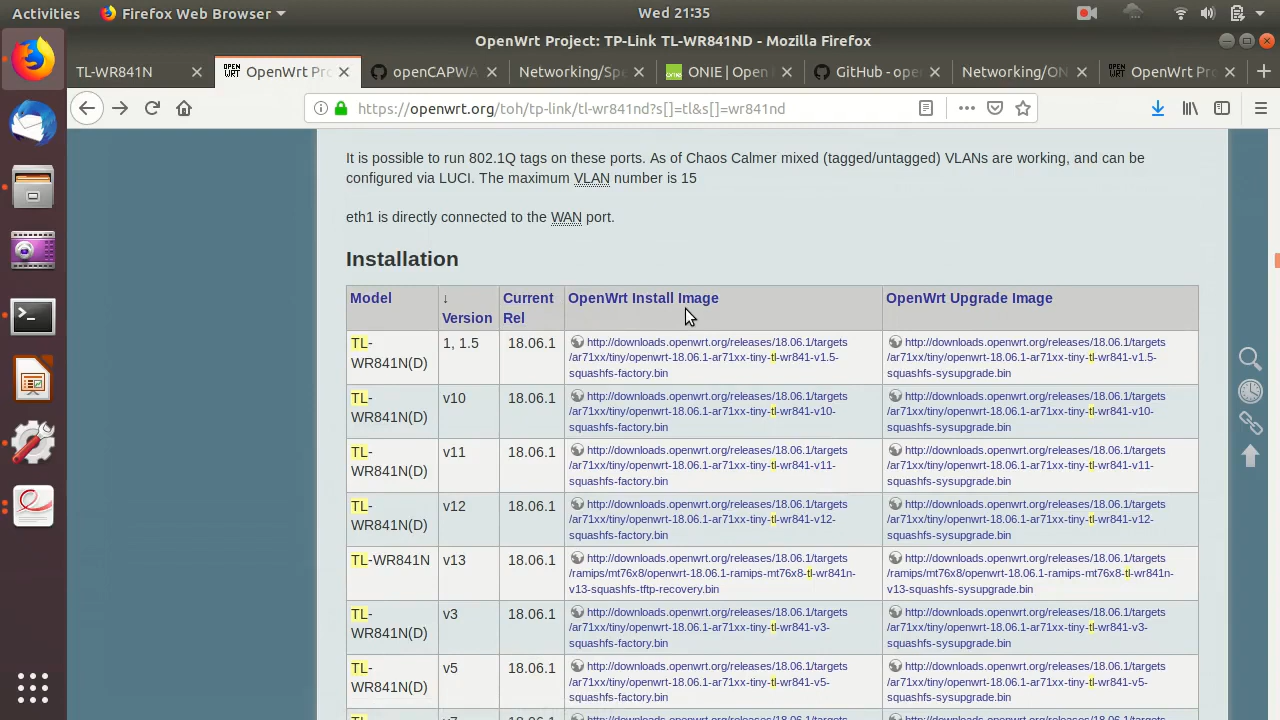 Activities
Firefox Web Browser
Wed 21:35
OpenWrt Project: TP-Link TL-WR841ND - Mozilla Firefox
TL-WR841N
OPEN WRT
OpenWrt Pro
openCAPWA
Networking/Spe
ONIE | Open
GitHub - ope
Networking/ON
OPEN WRT
OpenWrt Pro
https://openwrt.org/toh/tp-link/tl-wr841nd?s[]=tl&s[]=wr841nd
It is possible to run 802.1Q tags on these ports. As of Chaos Calmer mixed (tagged/untagged) VLANs are working, and can be
configured via LUCI. The maximum VLAN number is 15
eth1 is directly connected to the WAN port.
Installation
Model
↓ Version
Current Rel
OpenWrt Install Image
OpenWrt Upgrade Image
TL-
WR841N(D)
1, 1.5
18.06.1
http://downloads.openwrt.org/releases/18.06.1/targets
/ar71xx/tiny/openwrt-18.06.1-ar71xx-tiny-tl-wr841-v1.5-
squashfs-factory.bin
http://downloads.openwrt.org/releases/18.06.1/targets
/ar71xx/tiny/openwrt-18.06.1-ar71xx-tiny-tl-wr841-v1.5-
squashfs-sysupgrade.bin
TL-
WR841N(D)
v10
18.06.1
http://downloads.openwrt.org/releases/18.06.1/targets
/ar71xx/tiny/openwrt-18.06.1-ar71xx-tiny-tl-wr841-v10-
squashfs-factory.bin
http://downloads.openwrt.org/releases/18.06.1/targets
/ar71xx/tiny/openwrt-18.06.1-ar71xx-tiny-tl-wr841-v10-
squashfs-sysupgrade.bin
TL-
WR841N(D)
v11
18.06.1
http://downloads.openwrt.org/releases/18.06.1/targets
/ar71xx/tiny/openwrt-18.06.1-ar71xx-tiny-tl-wr841-v11-
squashfs-factory.bin
http://downloads.openwrt.org/releases/18.06.1/targets
/ar71xx/tiny/openwrt-18.06.1-ar71xx-tiny-tl-wr841-v11-
squashfs-sysupgrade.bin
TL-
WR841N(D)
v12
18.06.1
http://downloads.openwrt.org/releases/18.06.1/targets
/ar71xx/tiny/openwrt-18.06.1-ar71xx-tiny-tl-wr841-v12-
squashfs-factory.bin
http://downloads.openwrt.org/releases/18.06.1/targets
/ar71xx/tiny/openwrt-18.06.1-ar71xx-tiny-tl-wr841-v12-
squashfs-sysupgrade.bin
TL-WR841N
v13
18.06.1
http://downloads.openwrt.org/releases/18.06.1/targets
/ramips/mt76x8/openwrt-18.06.1-ramips-mt76x8-tl-wr841n-
v13-squashfs-tftp-recovery.bin
http://downloads.openwrt.org/releases/18.06.1/targets
/ramips/mt76x8/openwrt-18.06.1-ramips-mt76x8-tl-wr841n-
v13-squashfs-sysupgrade.bin
TL-
WR841N(D)
v3
18.06.1
http://downloads.openwrt.org/releases/18.06.1/targets
/ar71xx/tiny/openwrt-18.06.1-ar71xx-tiny-tl-wr841-v3-
squashfs-factory.bin
http://downloads.openwrt.org/releases/18.06.1/targets
/ar71xx/tiny/openwrt-18.06.1-ar71xx-tiny-tl-wr841-v3-
squashfs-sysupgrade.bin
TL-
WR841N(D)
v5
18.06.1
http://downloads.openwrt.org/releases/18.06.1/targets
/ar71xx/tiny/openwrt-18.06.1-ar71xx-tiny-tl-wr841-v5-
squashfs-factory.bin
http://downloads.openwrt.org/releases/18.06.1/targets
/ar71xx/tiny/openwrt-18.06.1-ar71xx-tiny-tl-wr841-v5-
squashfs-sysupgrade.bin